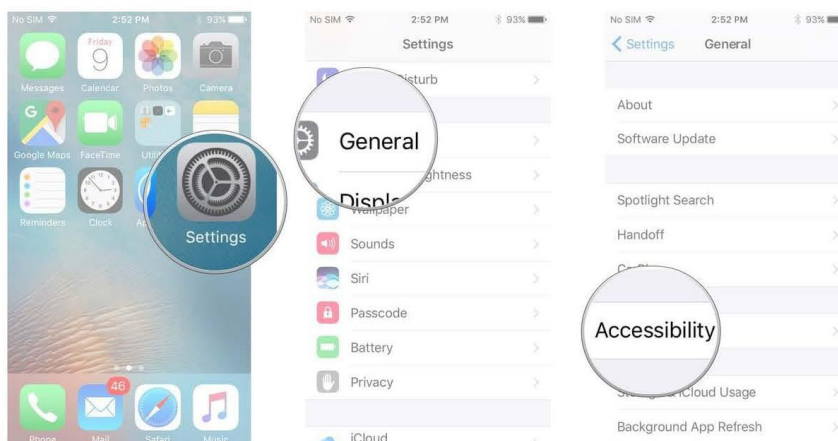 No SIM 2:52 PM 93%
Friday
9
Messages Calendar Photos Camera
G
Google Maps FaceTime
Reminders Clock
Settings
46
Phone Mail Safari Music
No SIM 2:52 PM 93%
Settings
General
Wallpaper
Sounds
Siri
Passcode
Battery
Privacy
iCloud
No SIM 2:52 PM 93%
Settings General
About
Software Update
Spotlight Search
Handoff
Accessibility
iCloud Usage
Background App Refresh